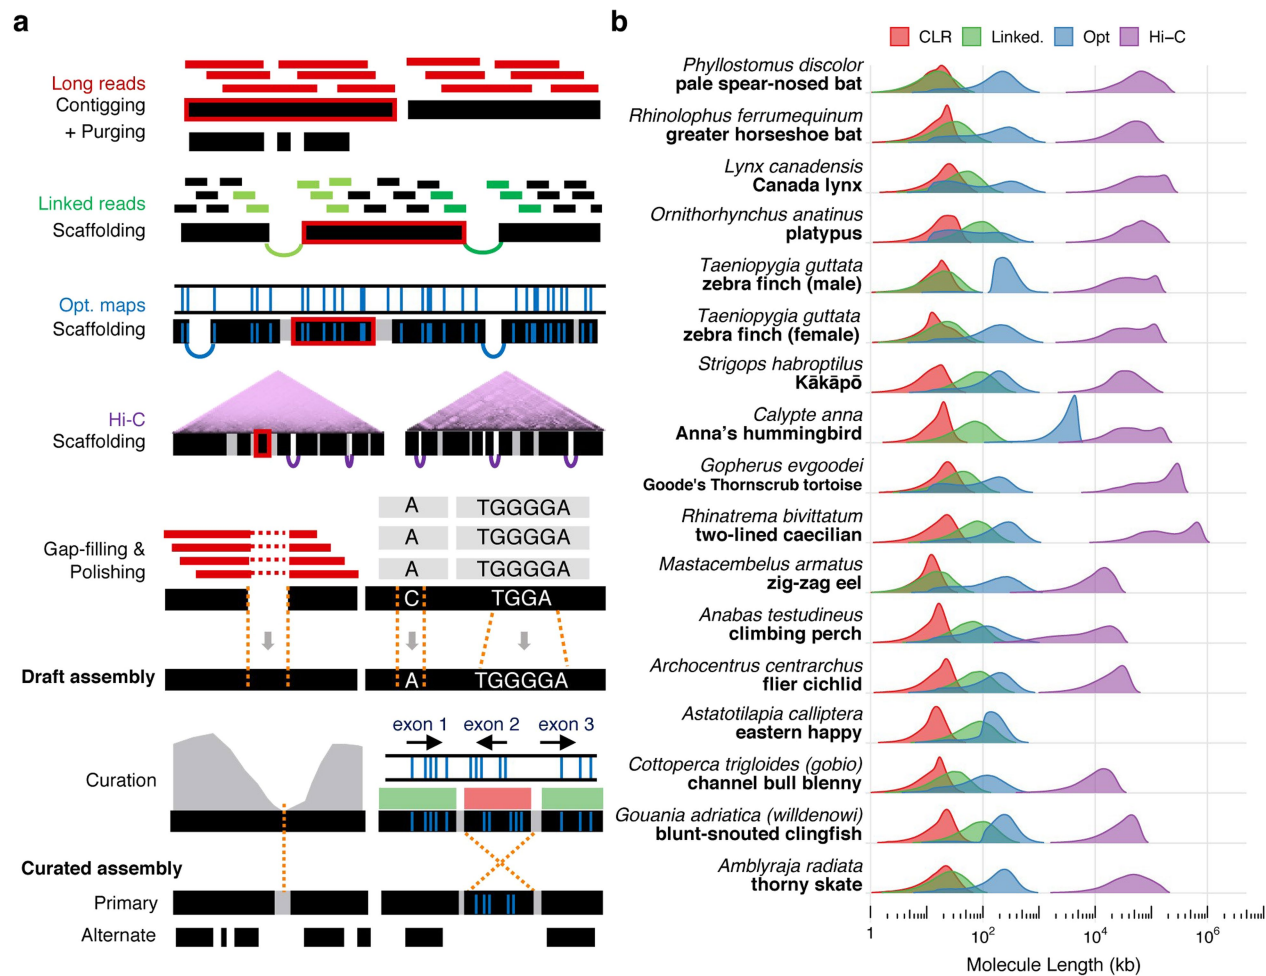 a
Long reads
Contigging
+ Purging
Linked reads
Scaffolding
Opt. maps
Scaffolding
Hi-C
Scaffolding
A TGGGGA
A TGGGGA
A TGGGGA
Gap-filling &
Polishing
C TGGA
Draft assembly
A TGGGGA
exon 1 exon 2 exon 3
Curation
Curated assembly
Primary
Alternate
b
CLR Linked. Opt Hi-C
Phyllostomus discolor
pale spear-nosed bat
Rhinolophus ferrumequinum
greater horseshoe bat
Lynx canadensis
Canada lynx
Ornithorhynchus anatinus
platypus
Taeniopygia guttata
zebra finch (male)
Taeniopygia guttata
zebra finch (female)
Strigops habroptilus
Kākāpō
Calypte anna
Anna's hummingbird
Gopherus evgoodei
Goode's Thornscrub tortoise
Rhinatrema bivittatum
two-lined caecilian
Mastacembelus armatus
zig-zag eel
Anabas testudineus
climbing perch
Archocentrus centrarchus
flier cichlid
Astatotilapia calliptera
eastern happy
Cottoperca trigloides (gobio)
channel bull blenny
Gouania adriatica (willdenowi)
blunt-snouted clingfish
Amblyraja radiata
thorny skate
1 10² 10⁴ 10⁶
Molecule Length (kb)